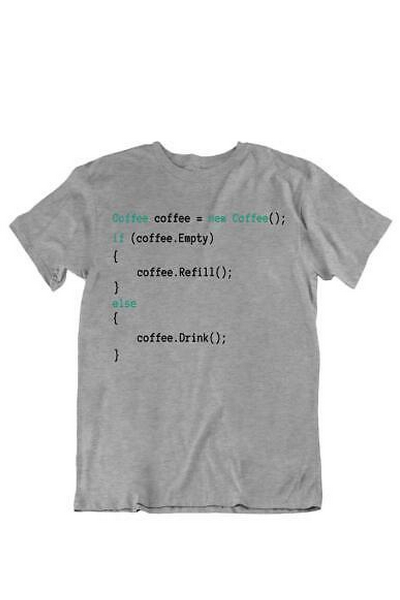 Coffee coffee = new Coffee();
if (coffee.Empty)
{
    coffee.Refill();
}
else
{
    coffee.Drink();
}